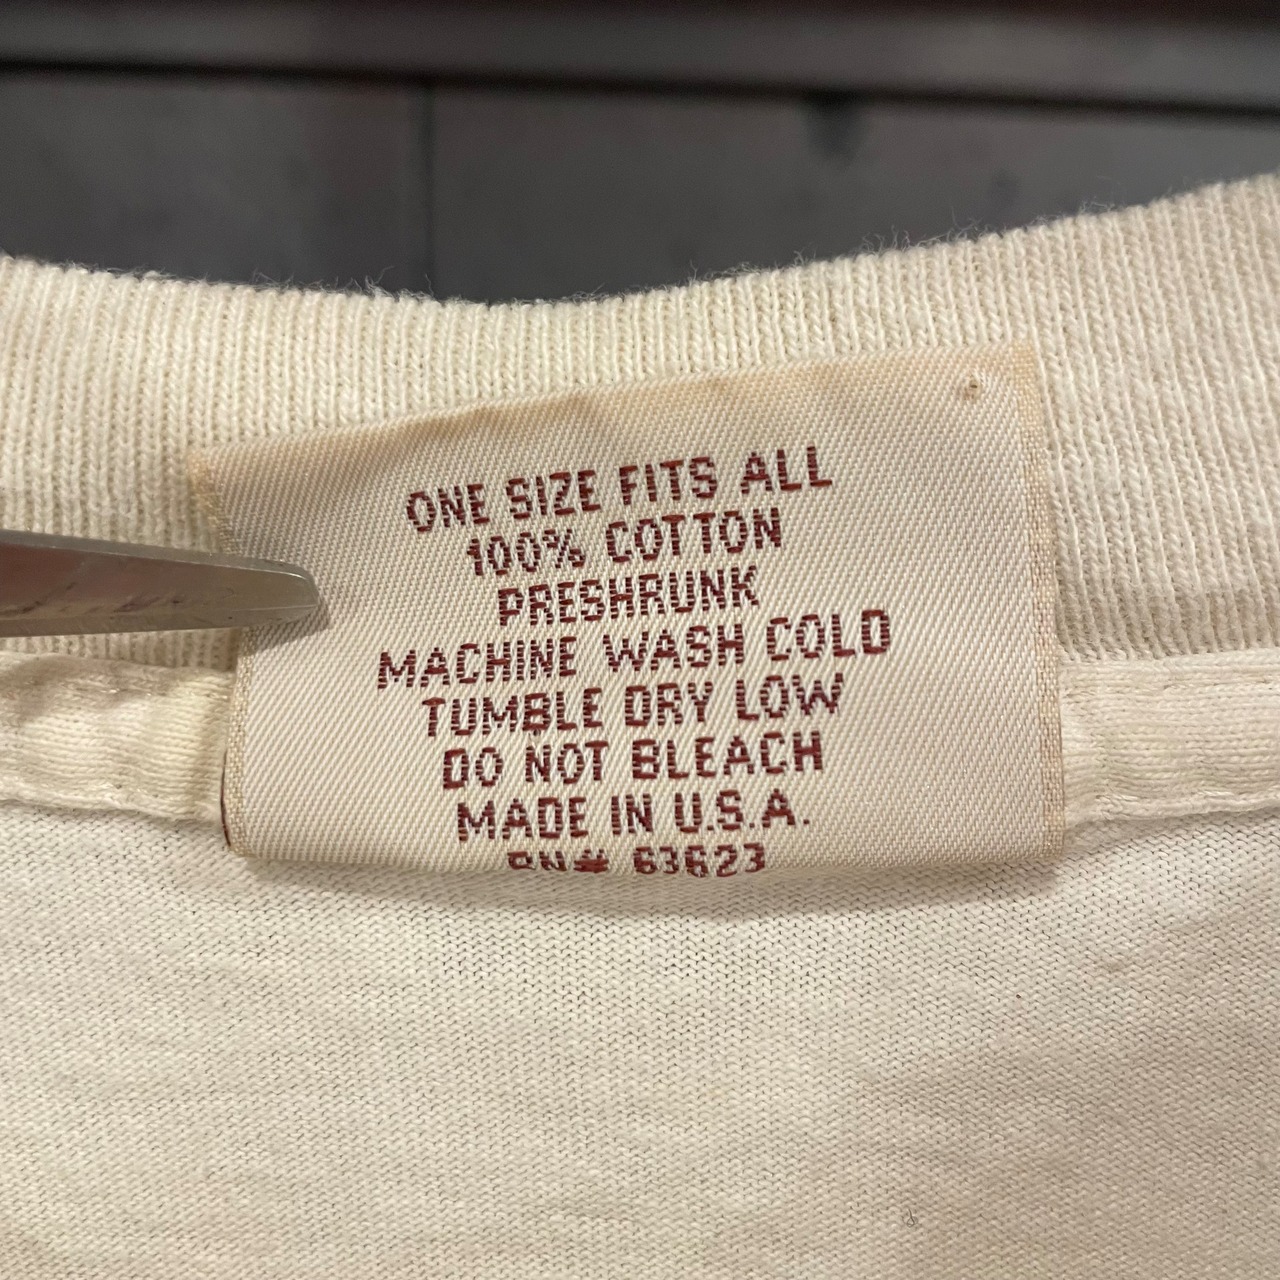 ONE SIZE FITS ALL
100% COTTON
PRESHRUNK
MACHINE WASH COLD
TUMBLE DRY LOW
DO NOT BLEACH
MADE IN U.S.A.
RN# 63623